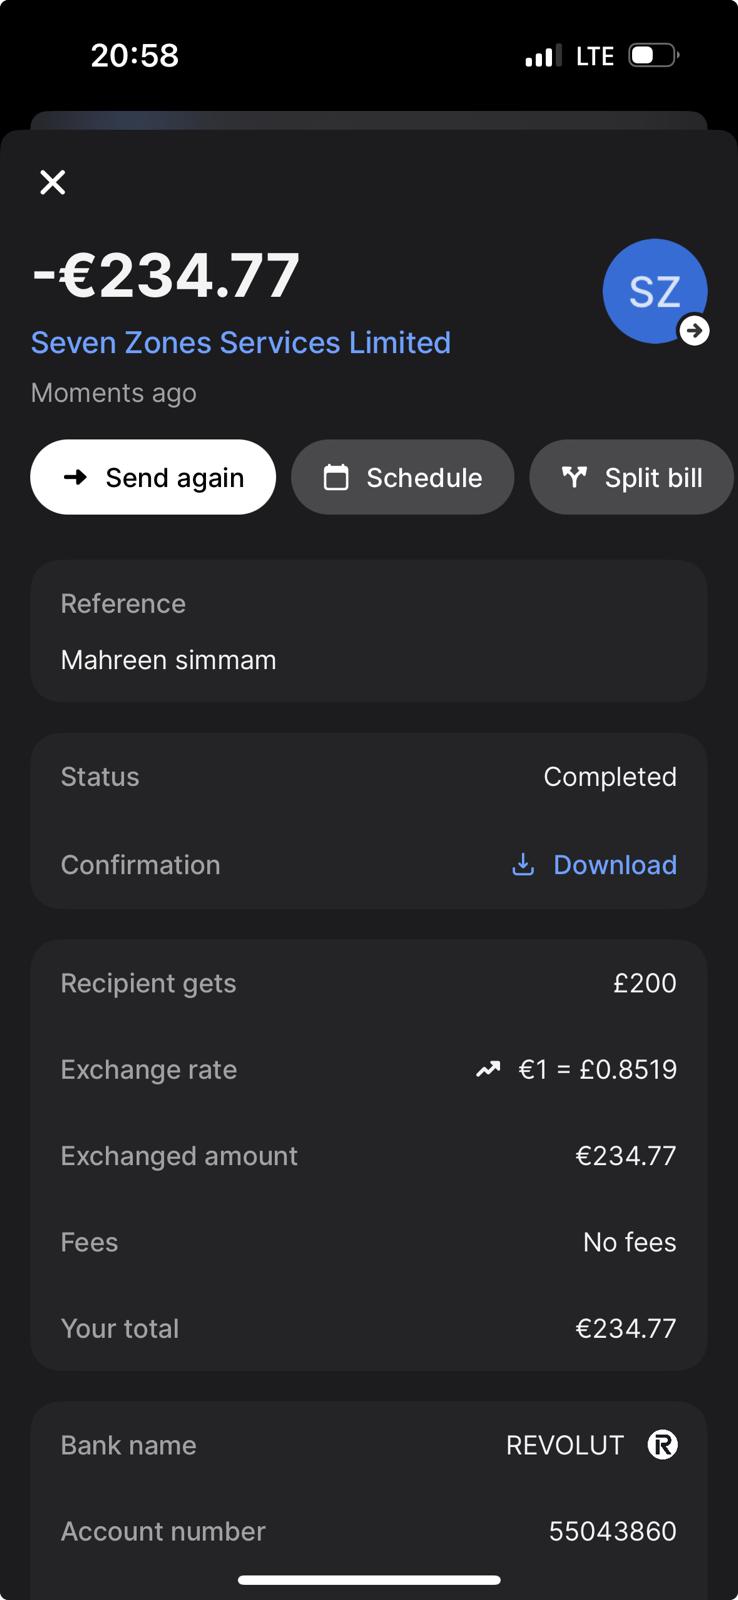 20:58 LTE
-€234.77
SZ
Seven Zones Services Limited
Moments ago
Send again Schedule Split bill
Reference
Mahreen simmam
Status Completed
Confirmation Download
Recipient gets £200
Exchange rate €1 = £0.8519
Exchanged amount €234.77
Fees No fees
Your total €234.77
Bank name REVOLUT R
Account number 55043860